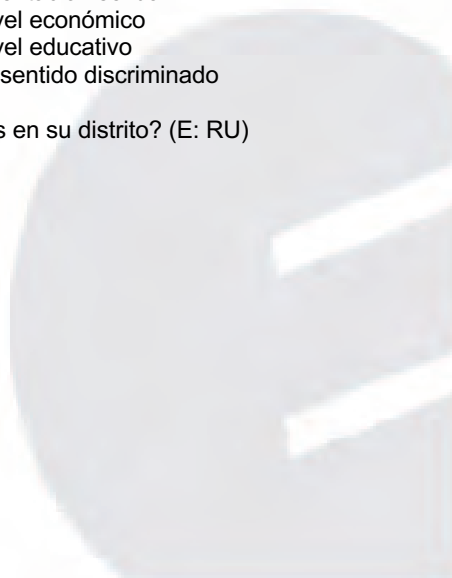 vel económico
vel educativo
sentido discriminado
s en su distrito? (E: RU)